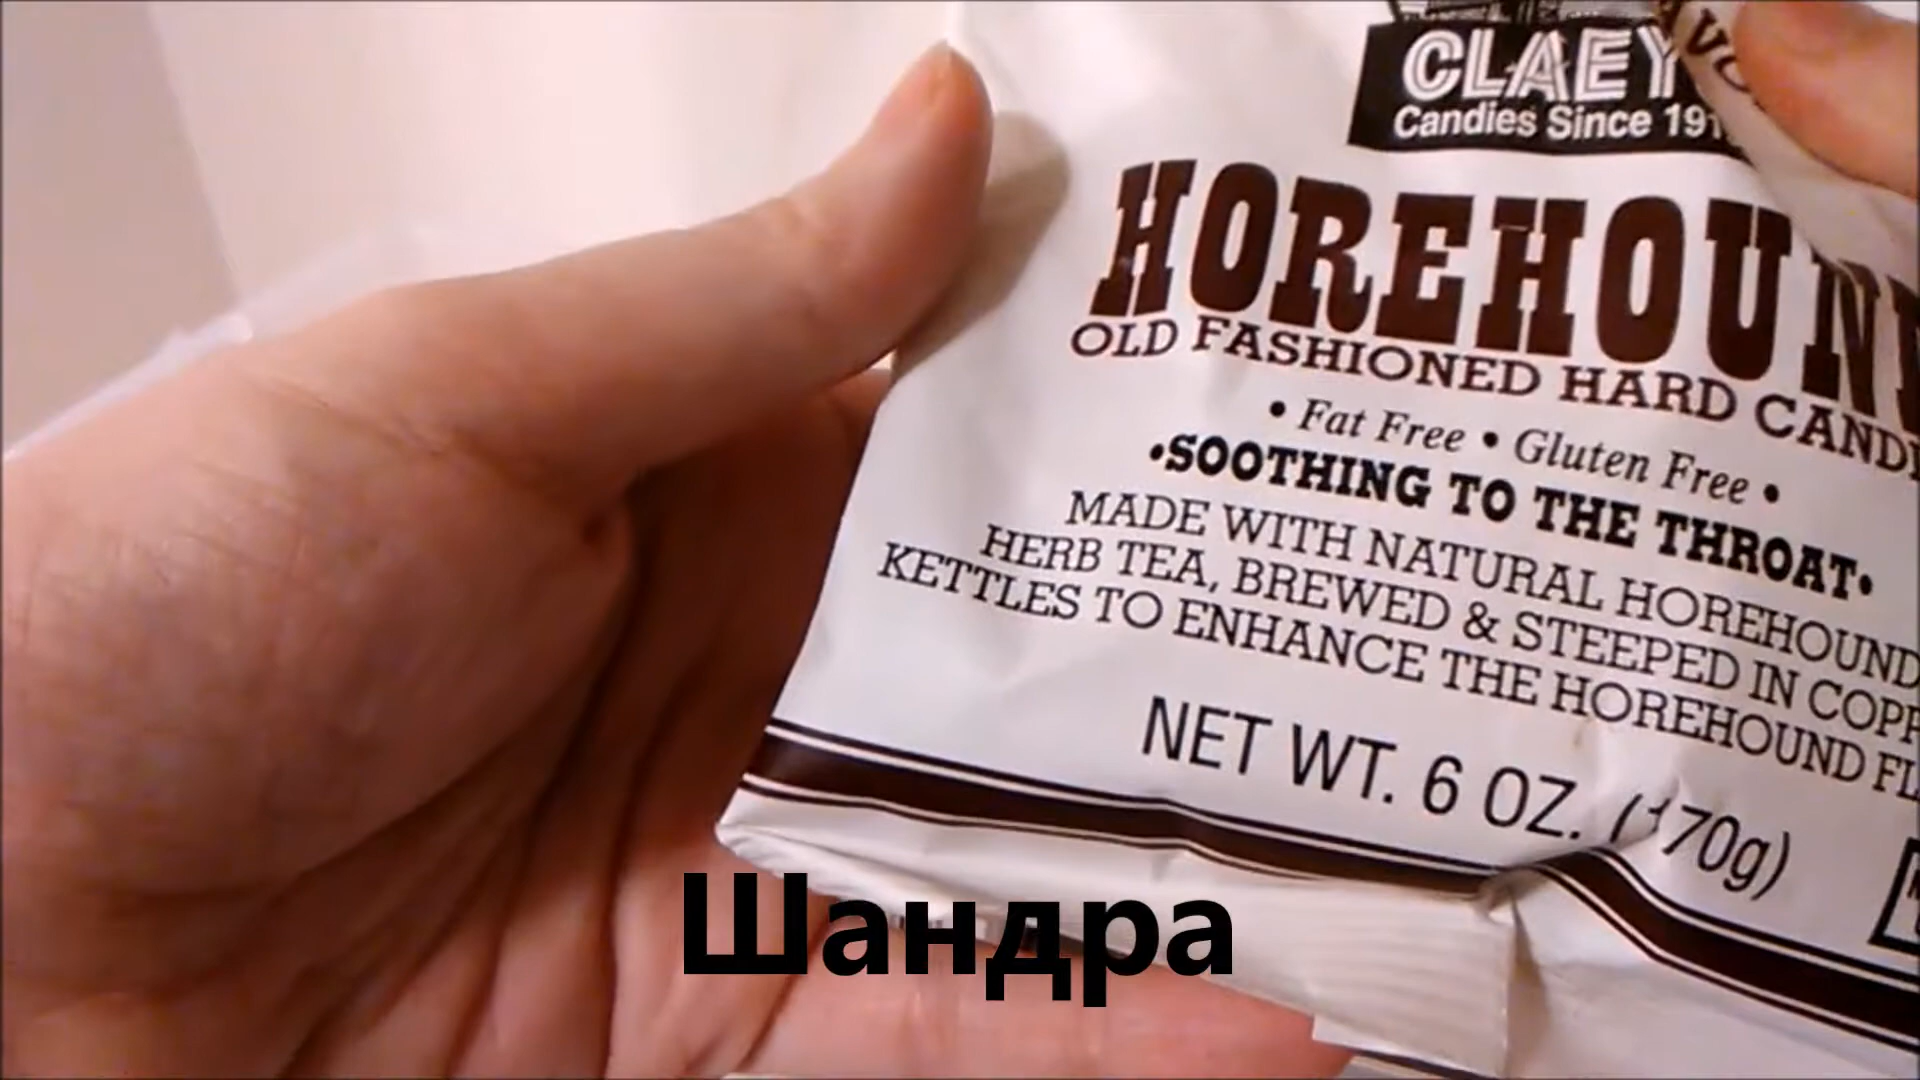 CLAEY
Candies Since 191
HOREHOUN
OLD FASHIONED HARD CAND
• Fat Free • Gluten Free •
•SOOTHING TO THE THROAT•
MADE WITH NATURAL HOREHOUND
HERB TEA, BREWED & STEEPED IN COPP
KETTLES TO ENHANCE THE HOREHOUND FL
NET WT. 6 OZ. (170g)
Шандра